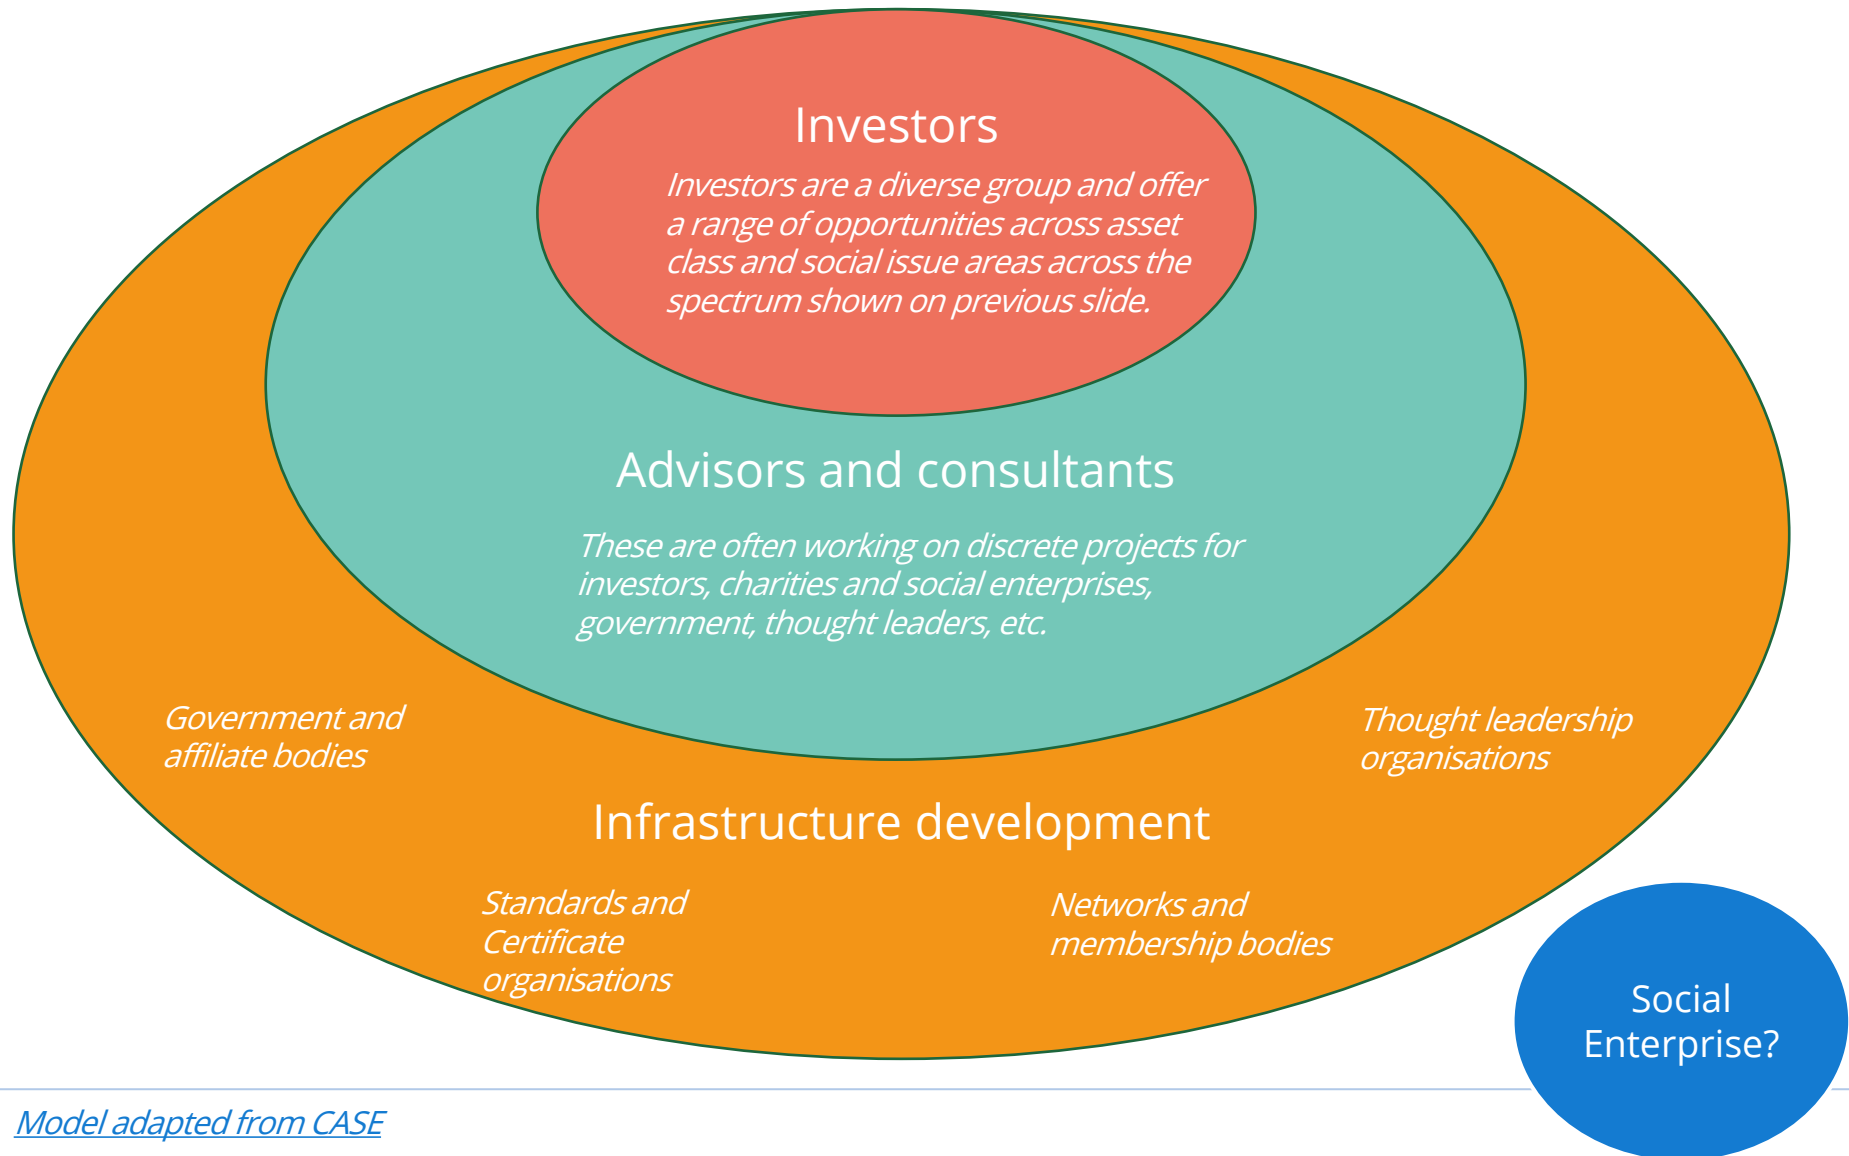 Investors
Investors are a diverse group and offer
a range of opportunities across asset
class and social issue areas across the
spectrum shown on previous slide.
Advisors and consultants
These are often working on discrete projects for
investors, charities and social enterprises,
government, thought leaders, etc.
Government and
affiliate bodies
Thought leadership
organisations
Infrastructure development
Standards and
Certificate
organisations
Networks and
membership bodies
Social
Enterprise?
Model adapted from CASE